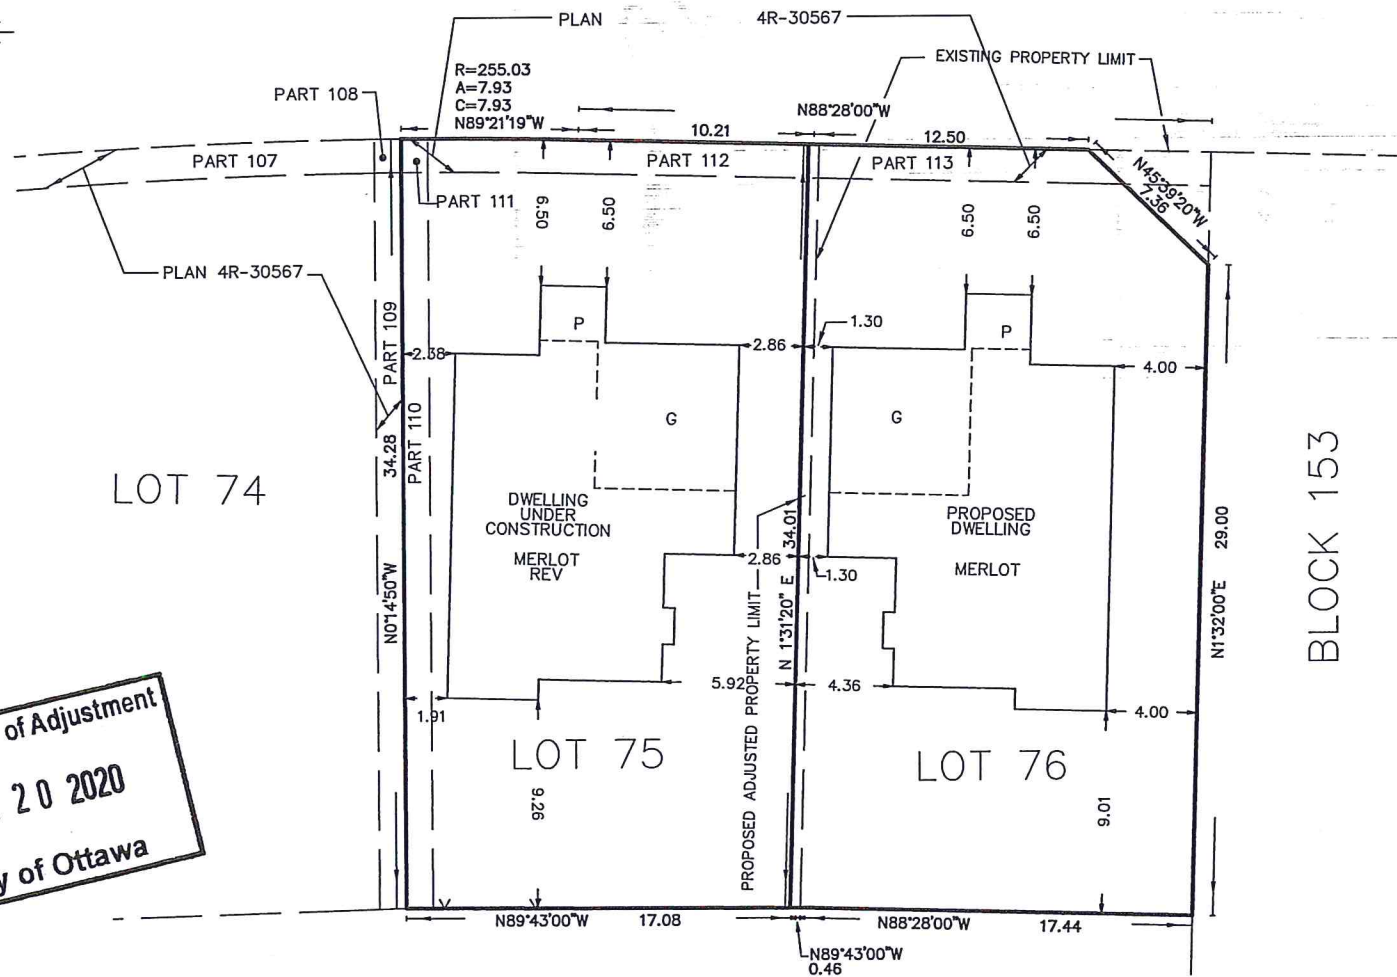 PLAN 4R-30567
EXISTING PROPERTY LIMIT
R=255.03
A=7.93
C=7.93
N89°21'19"W
PART 108
N88°28'00"W
10.21
12.50
PART 107
PART 112
PART 113
N45°39'20"W
7.36
PART 111
6.50
6.50
6.50
6.50
PLAN 4R-30567
PART 109
P
P
1.30
2.38
2.86
4.00
G
G
PART 110
34.28
LOT 74
DWELLING
UNDER
CONSTRUCTION
MERLOT
REV
PROPOSED
DWELLING
MERLOT
34.01
29.00
BLOCK 153
2.86
1.30
N0°14'50"W
N 1°31'20" E
N1°32'00"E
PROPOSED ADJUSTED PROPERTY LIMIT
5.92
4.36
1.91
4.00
LOT 75
LOT 76
9.26
9.01
of Adjustment
20 2020
y of Ottawa
N89°43'00"W
17.08
N88°28'00"W
17.44
N89°43'00"W
0.46